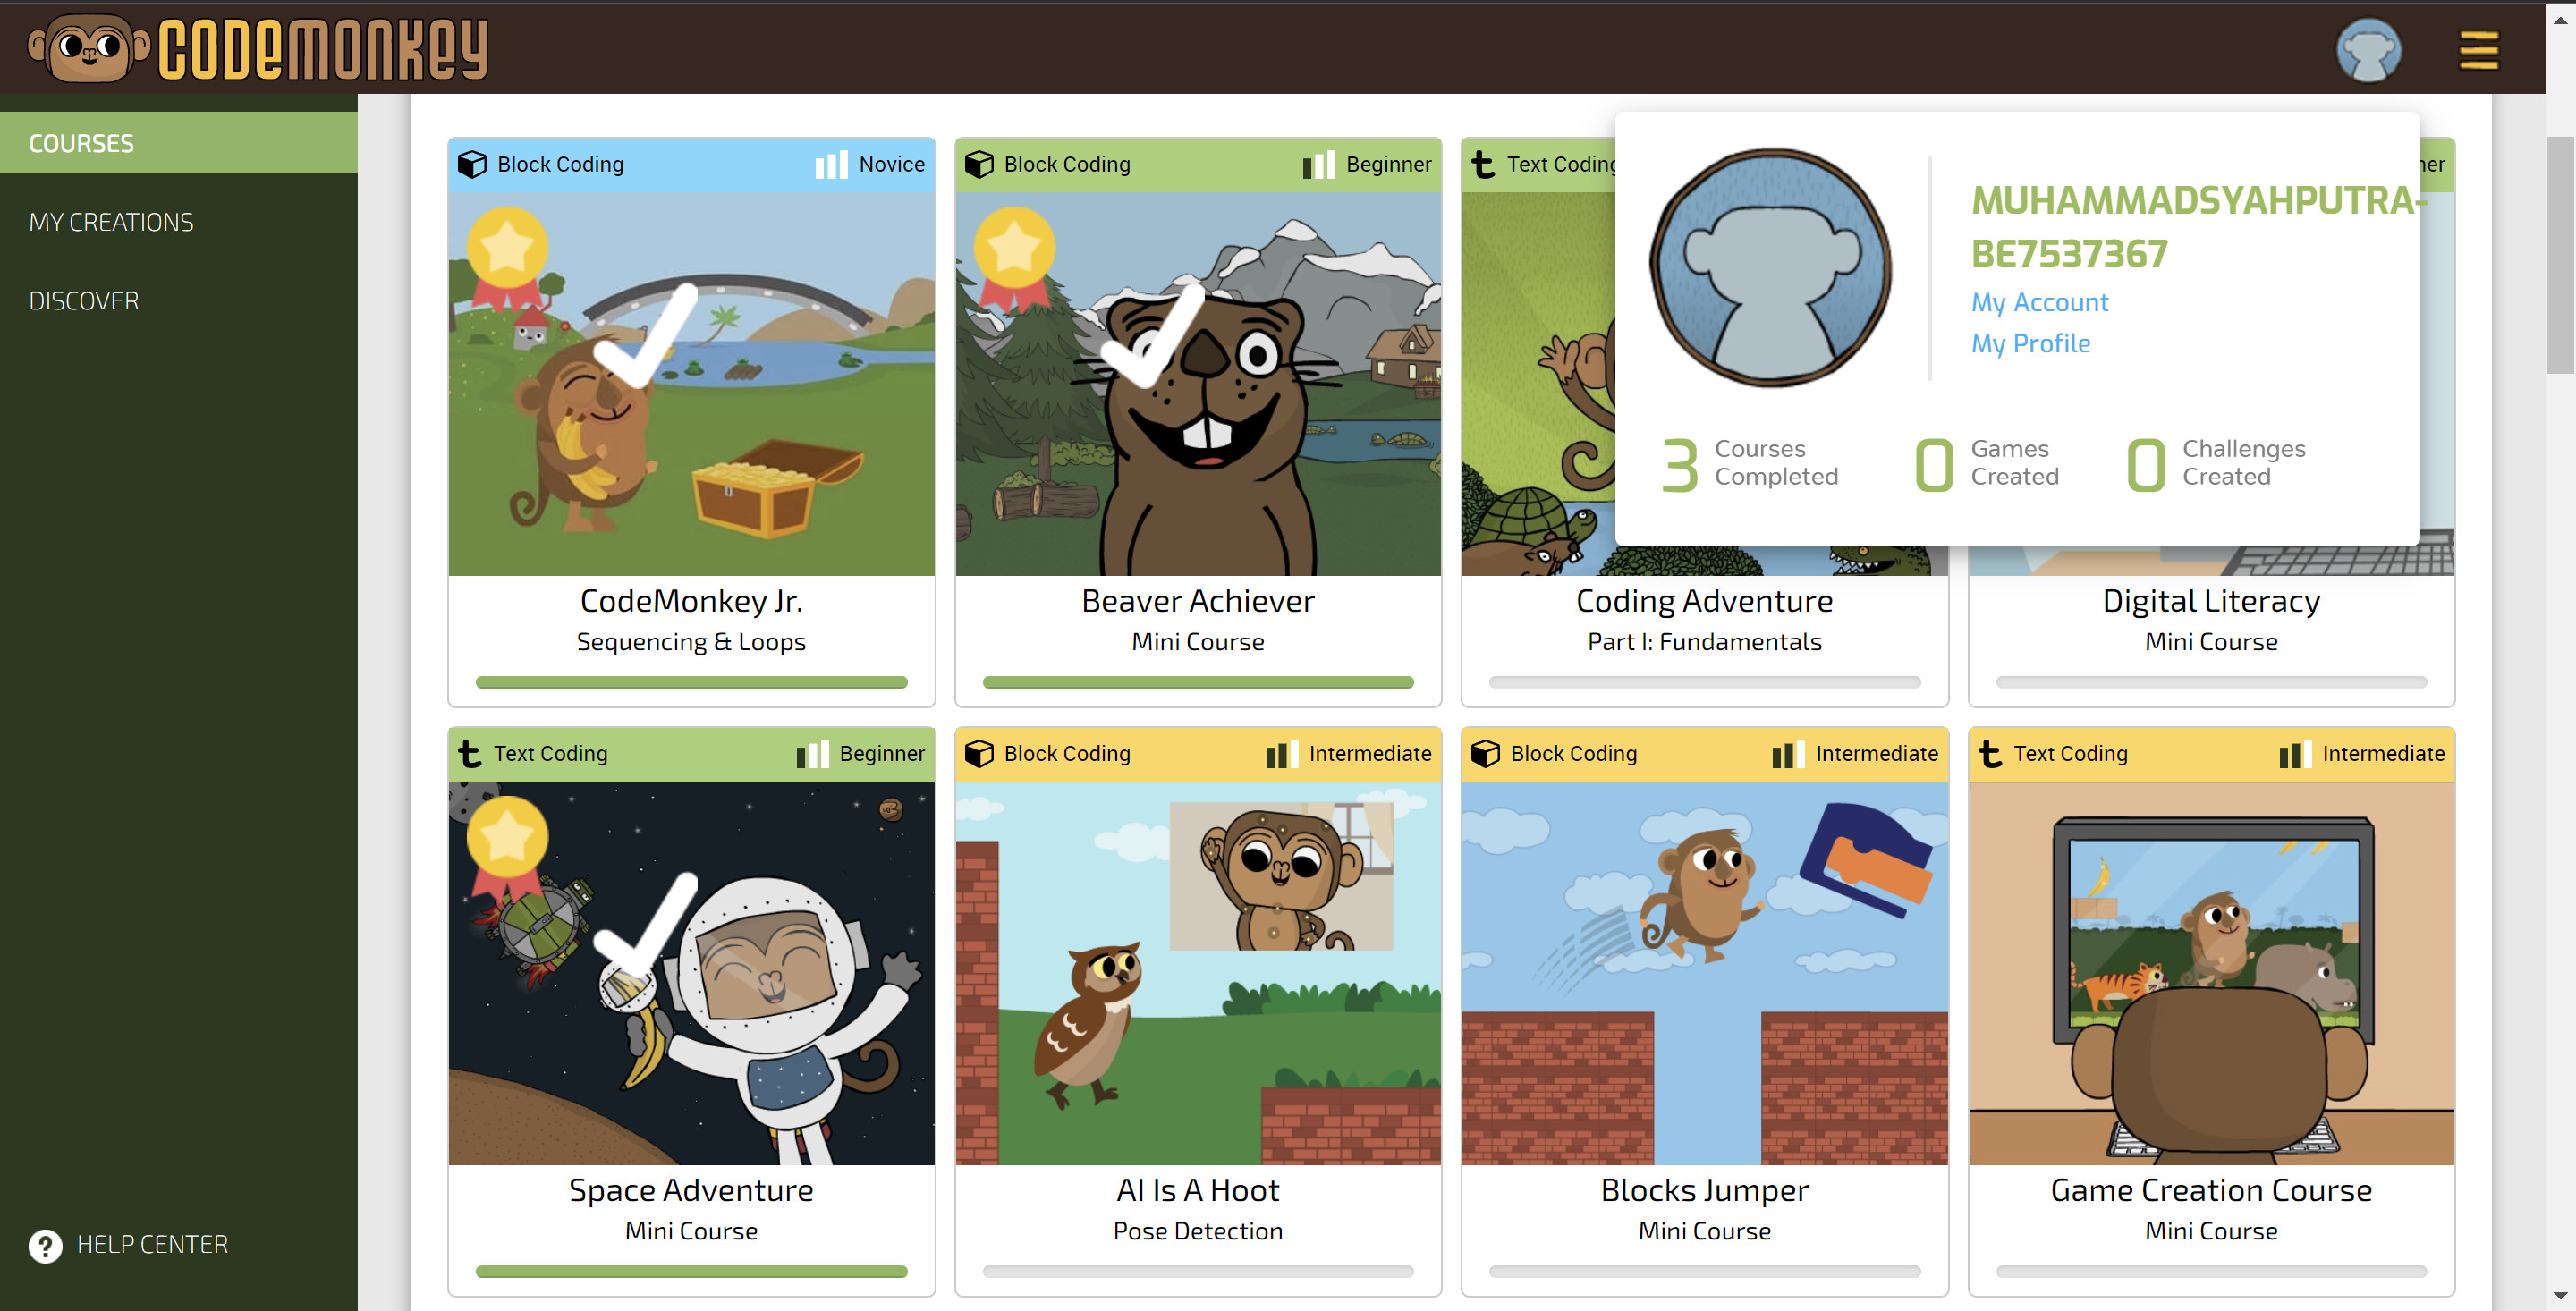 CODEMONKEY
COURSES
MY CREATIONS
DISCOVER
HELP CENTER
Block Coding
Novice
CodeMonkey Jr.
Sequencing & Loops
Block Coding
Beginner
Beaver Achiever
Mini Course
Text Coding
Coding Adventure
Part I: Fundamentals
Digital Literacy
Mini Course
MUHAMMADSYAHPUTRA-
BE7537367
My Account
My Profile
3 Courses
Completed
0 Games
Created
0 Challenges
Created
Text Coding
Beginner
Space Adventure
Mini Course
Block Coding
Intermediate
AI Is A Hoot
Pose Detection
Block Coding
Intermediate
Blocks Jumper
Mini Course
Text Coding
Intermediate
Game Creation Course
Mini Course